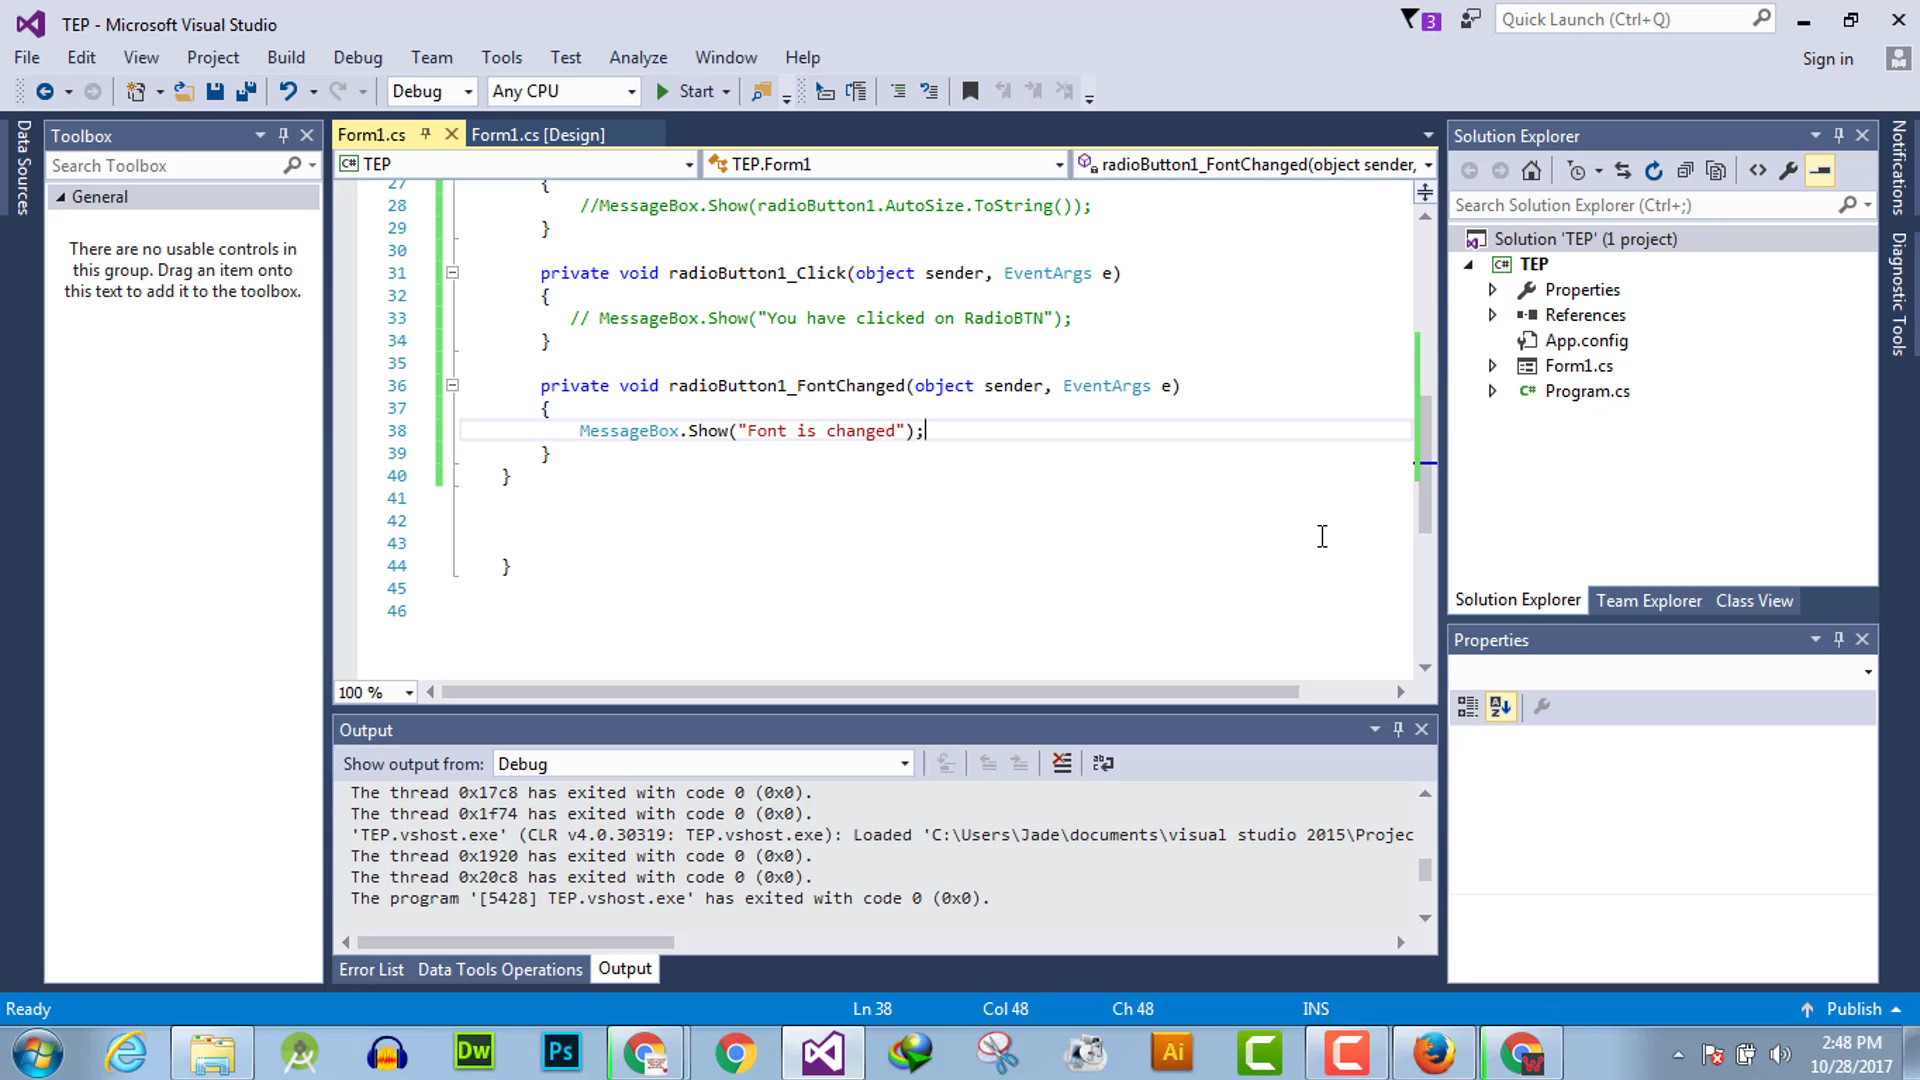 TEP - Microsoft Visual Studio
3
Quick Launch (Ctrl+Q)
File Edit View Project Build Debug Team Tools Test Analyze Window Help
Sign in
Debug Any CPU Start
Data Sources
Toolbox
Search Toolbox
General
There are no usable controls in
this group. Drag an item onto
this text to add it to the toolbox.
Form1.cs Form1.cs [Design]
C# TEP TEP.Form1 radioButton1_FontChanged(object sender,
27 {
28 //MessageBox.Show(radioButton1.AutoSize.ToString());
29 }
30
31 private void radioButton1_Click(object sender, EventArgs e)
32 {
33 // MessageBox.Show("You have clicked on RadioBTN");
34 }
35
36 private void radioButton1_FontChanged(object sender, EventArgs e)
37 {
38 MessageBox.Show("Font is changed");
39 }
40 }
41
42
43
44 }
45
46
100 %
Output
Show output from: Debug
The thread 0x17c8 has exited with code 0 (0x0).
The thread 0x1f74 has exited with code 0 (0x0).
'TEP.vshost.exe' (CLR v4.0.30319: TEP.vshost.exe): Loaded 'C:\Users\Jade\documents\visual studio 2015\Projec
The thread 0x1920 has exited with code 0 (0x0).
The thread 0x20c8 has exited with code 0 (0x0).
The program '[5428] TEP.vshost.exe' has exited with code 0 (0x0).
Error List Data Tools Operations Output
Solution Explorer
Search Solution Explorer (Ctrl+;)
Solution 'TEP' (1 project)
C# TEP
Properties
References
App.config
Form1.cs
C# Program.cs
Solution Explorer Team Explorer Class View
Properties
Notifications
Diagnostic Tools
Ready Ln 38 Col 48 Ch 48 INS Publish
Dw Ps Ai
2:48 PM
10/28/2017